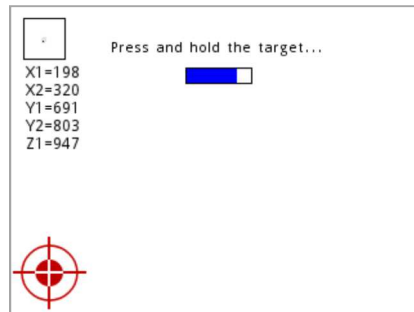 Press and hold the target...
X1=198
X2=320
Y1=691
Y2=803
Z1=947